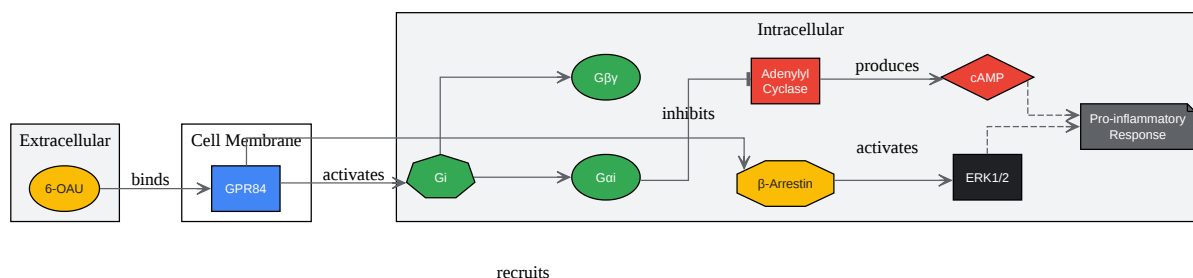 Extracellular
6-OAU
binds
Cell Membrane
GPR84
activates
Intracellular
Gi
Gβγ
Gαi
inhibits
Adenylyl
Cyclase
produces
cAMP
β-Arrestin
activates
ERK1/2
Pro-inflammatory
Response
recruits